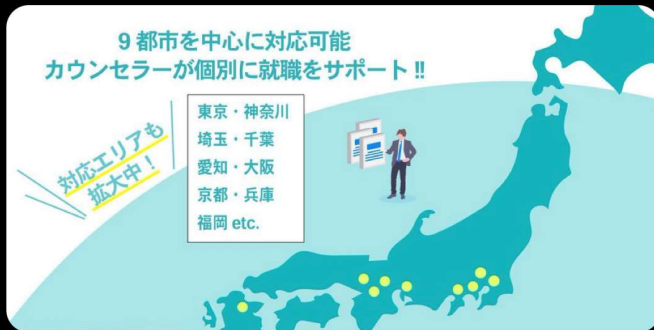 9都市を中心に対応可能
カウンセラーが個別に就職をサポート!!
対応エリアも
拡大中！
東京・神奈川
埼玉・千葉
愛知・大阪
京都・兵庫
福岡 etc.